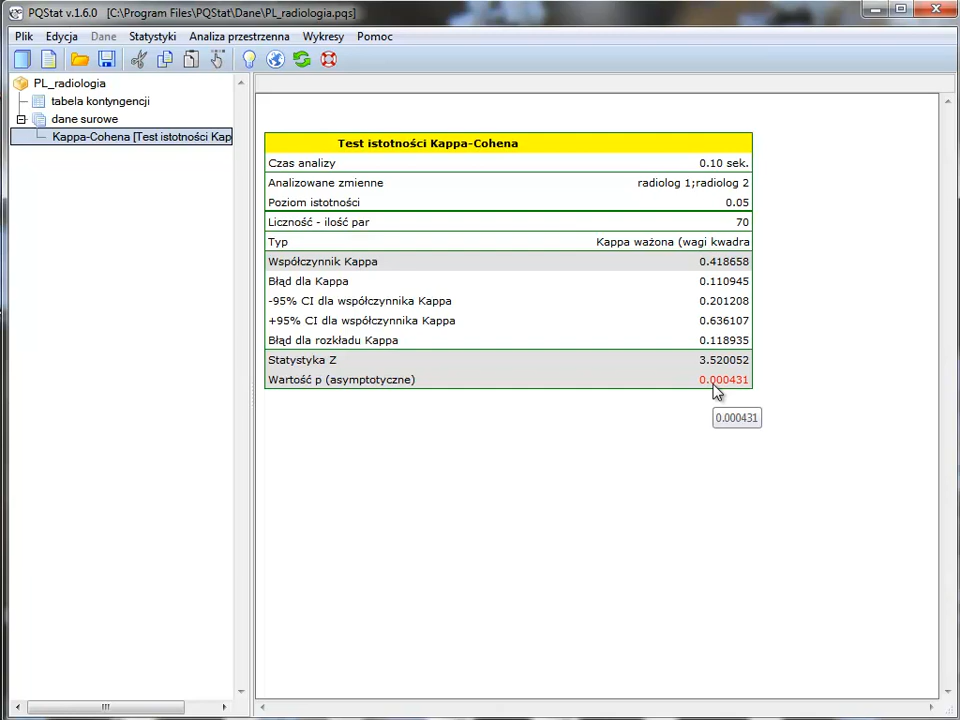 PQStat v.1.6.0 [C:\Program Files\PQStat\Dane\PL_radiologia.pqs]
Plik Edycja Dane Statystyki Analiza przestrzenna Wykresy Pomoc
PL_radiologia
tabela kontyngencji
dane surowe
Kappa-Cohena [Test istotności Kap
Test istotności Kappa-Cohena
Czas analizy 0.10 sek.
Analizowane zmienne radiolog 1;radiolog 2
Poziom istotności 0.05
Liczność - ilość par 70
Typ Kappa ważona (wagi kwadra
Współczynnik Kappa 0.418658
Błąd dla Kappa 0.110945
-95% CI dla współczynnika Kappa 0.201208
+95% CI dla współczynnika Kappa 0.636107
Błąd dla rozkładu Kappa 0.118935
Statystyka Z 3.520052
Wartość p (asymptotyczne) 0.000431
0.000431